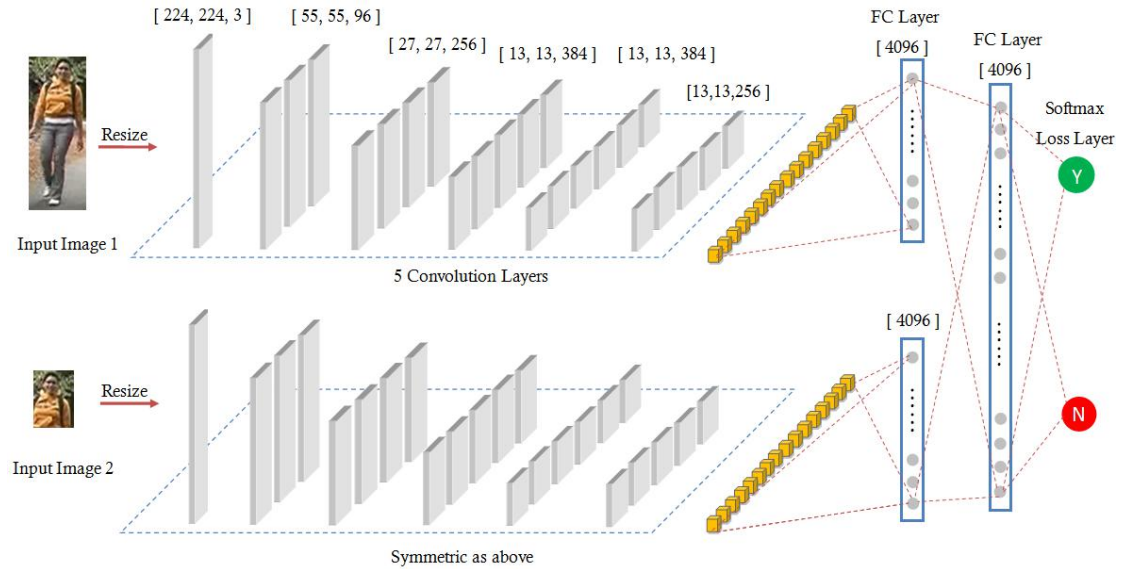 [ 224, 224, 3 ]
[ 55, 55, 96 ]
[ 27, 27, 256 ]
[ 13, 13, 384 ]
[ 13, 13, 384 ]
[13,13,256 ]
FC Layer
[ 4096 ]
FC Layer
[ 4096 ]
Softmax
Loss Layer
Resize
Y
Input Image 1
5 Convolution Layers
[ 4096 ]
Resize
N
Input Image 2
Symmetric as above